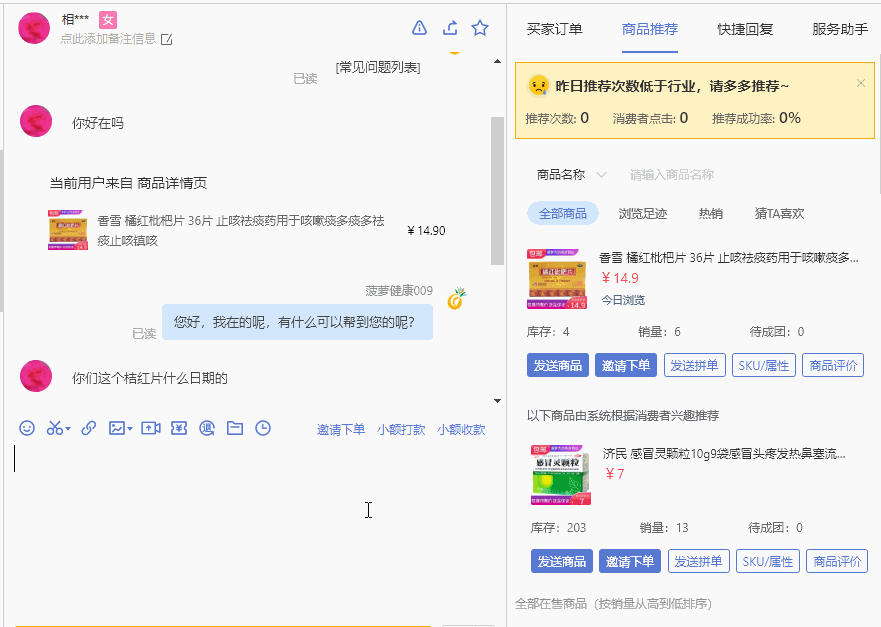 相*** 女
点此添加备注信息
已读
[常见问题列表]
你好在吗
当前用户来自 商品详情页
香雪 橘红枇杷片 36片 止咳祛痰药用于咳嗽痰多痰多祛
痰止咳镇咳
¥ 14.90
菠萝健康009
已读
您好，我在的呢，有什么可以帮到您的呢?
你们这个桔红片什么日期的
邀请下单 小额打款 小额收款
买家订单 商品推荐 快捷回复 服务助手
昨日推荐次数低于行业，请多多推荐~
推荐次数: 0 消费者点击: 0 推荐成功率: 0%
商品名称 请输入商品名称
全部商品 浏览足迹 热销 猜TA喜欢
包邮
香雪 橘红枇杷片 36片 止咳祛痰药用于咳嗽痰多...
¥ 14.9
今日浏览
库存: 4 销量: 6 待成团: 0
发送商品 邀请下单 发送拼单 SKU/属性 商品评价
以下商品由系统根据消费者兴趣推荐
包邮
感冒灵颗粒
济民 感冒灵颗粒10g9袋感冒头疼发热鼻塞流...
¥ 7
库存: 203 销量: 13 待成团: 0
发送商品 邀请下单 发送拼单 SKU/属性 商品评价
全部在售商品（按销量从高到低排序）